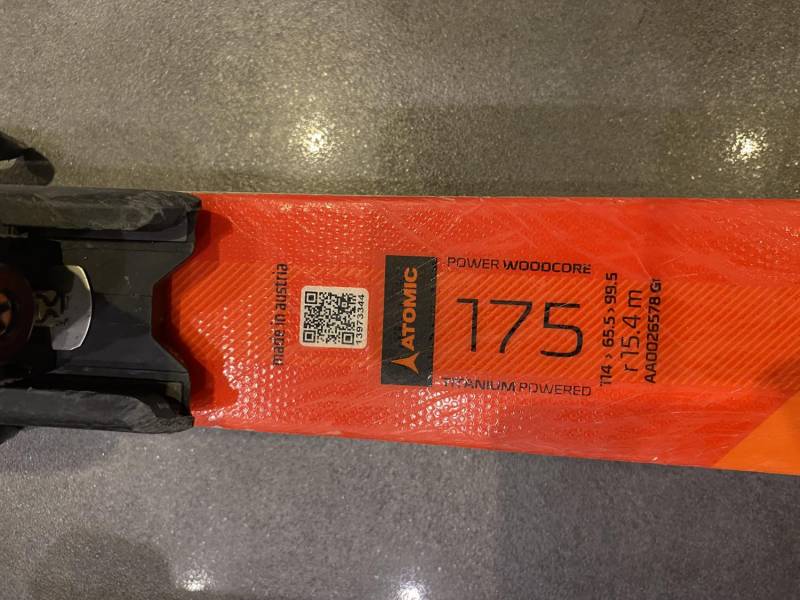 made in austria
13973344
ATOMIC
POWER WOODCORE
175
TITANIUM POWERED
114 > 65.5 > 99.5
r 15.4 m
AA0026578 GI